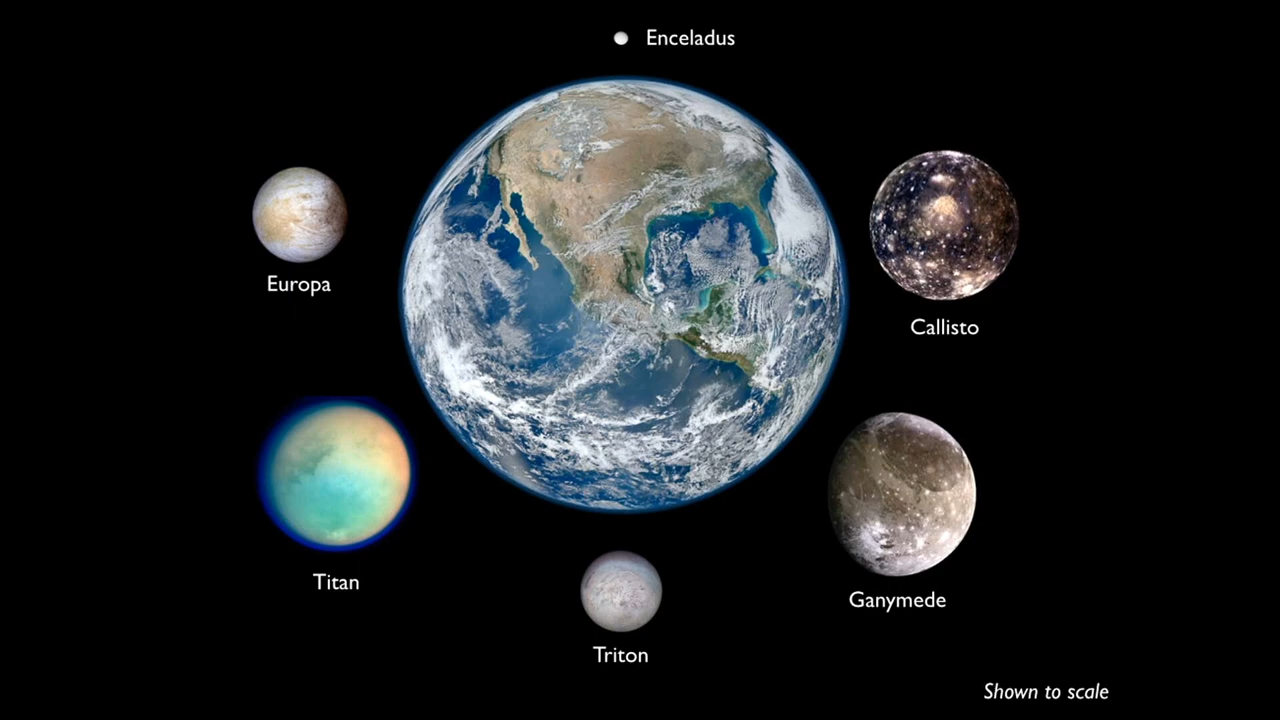 Enceladus
Europa
Callisto
Titan
Ganymede
Triton
Shown to scale